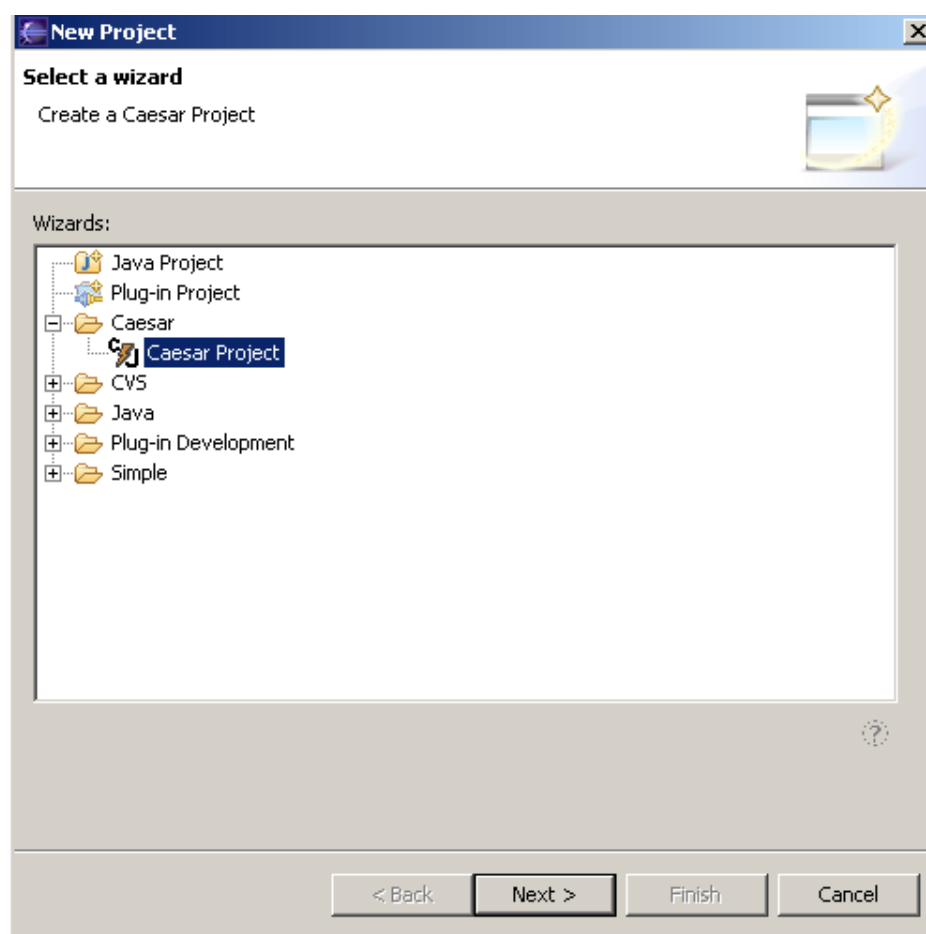 New Project
Select a wizard
Create a Caesar Project
Wizards:
Java Project
Plug-in Project
Caesar
Caesar Project
CVS
Java
Plug-in Development
Simple
< Back Next > Finish Cancel